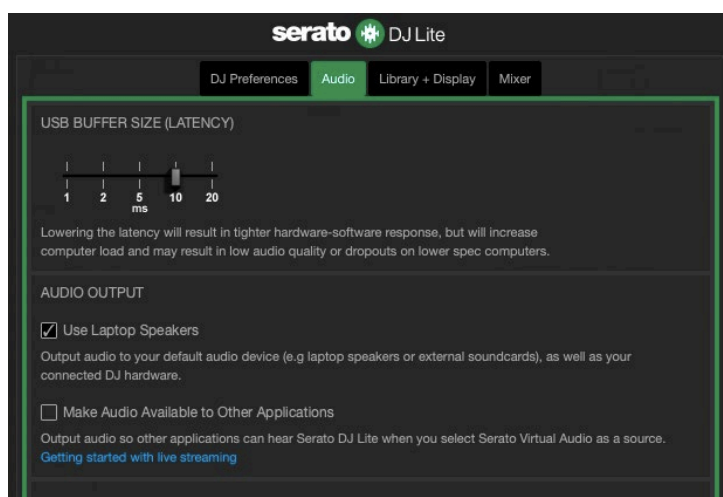 serato DJ Lite
DJ Preferences Audio Library + Display Mixer
USB BUFFER SIZE (LATENCY)
1 2 5 10 20
ms
Lowering the latency will result in tighter hardware-software response, but will increase
computer load and may result in low audio quality or dropouts on lower spec computers.
AUDIO OUTPUT
Use Laptop Speakers
Output audio to your default audio device (e.g laptop speakers or external soundcards), as well as your
connected DJ hardware.
Make Audio Available to Other Applications
Output audio so other applications can hear Serato DJ Lite when you select Serato Virtual Audio as a source.
Getting started with live streaming